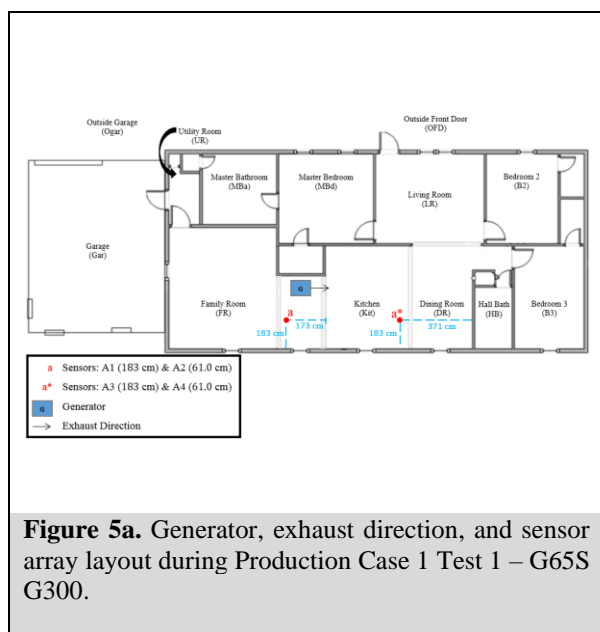 Outside Garage
(Ogar)
Utility Room
(UR)
Outside Front Door
(OFD)
Master Bathroom
(MBa)
Master Bedroom
(MBd)
Living Room
(LR)
Bedroom 2
(B2)
Garage
(Gar)
Family Room
(FR)
G
a
173 cm
183 cm
Kitchen
(Kit)
a*
183 cm
Dining Room
(DR)
371 cm
Hall Bath
(HB)
Bedroom 3
(B3)
a Sensors: A1 (183 cm) & A2 (61.0 cm)
a* Sensors: A3 (183 cm) & A4 (61.0 cm)
G Generator
Exhaust Direction
Figure 5a. Generator, exhaust direction, and sensor
array layout during Production Case 1 Test 1 – G65S
G300.